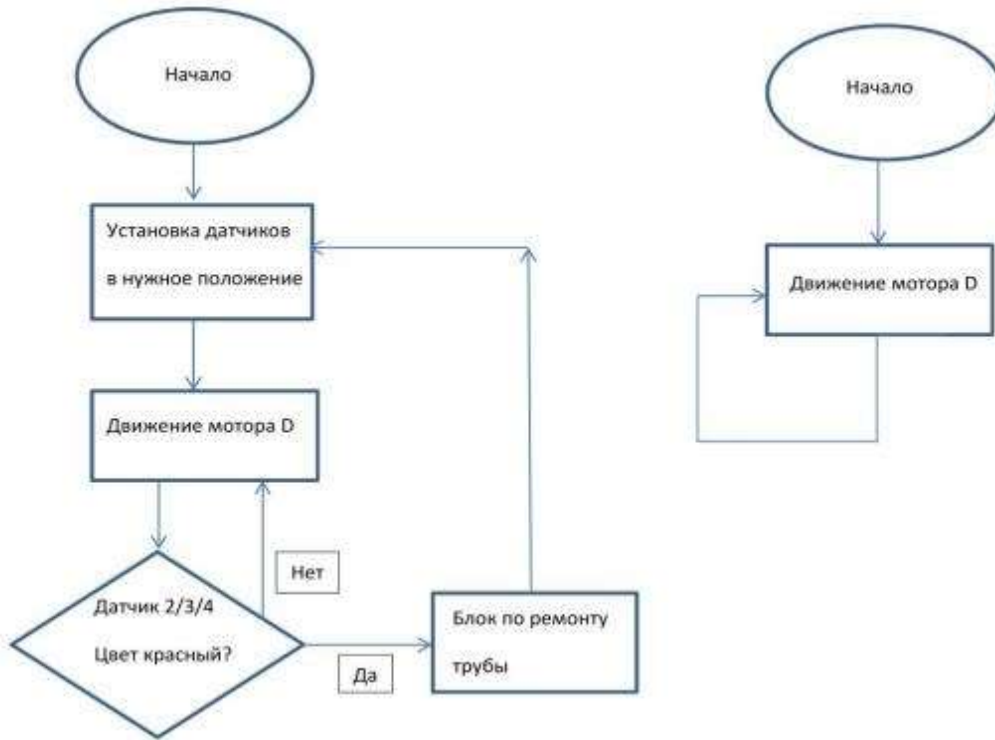 Начало
Установка датчиков
в нужное положение
Движение мотора D
Датчик 2/3/4
Цвет красный?
Нет
Да
Блок по ремонту
трубы
Начало
Движение мотора D